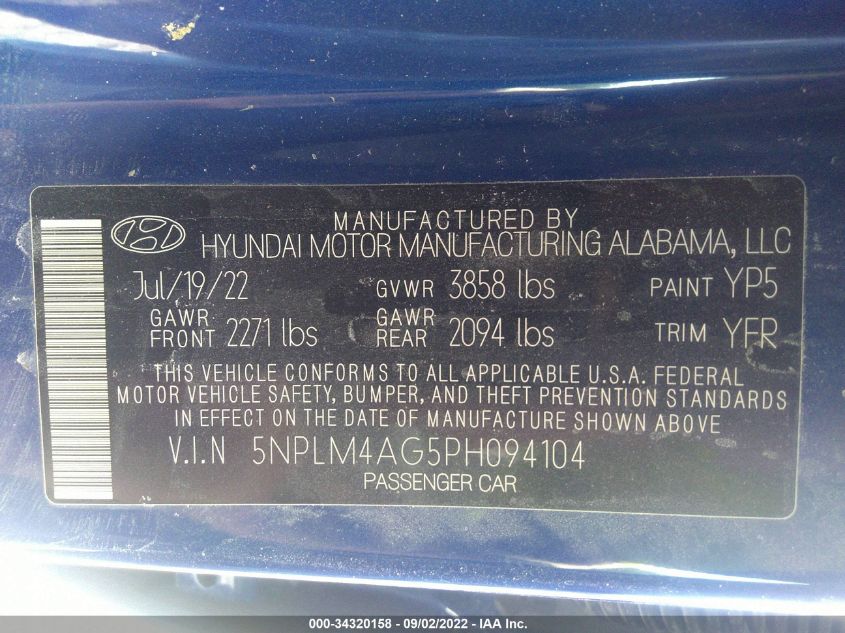 MANUFACTURED BY
HYUNDAI MOTOR MANUFACTURING ALABAMA, LLC
Jul/19/22 GVWR 3858 lbs PAINT YP5
GAWR FRONT 2271 lbs GAWR REAR 2094 lbs TRIM YFR
THIS VEHICLE CONFORMS TO ALL APPLICABLE U.S.A. FEDERAL
MOTOR VEHICLE SAFETY, BUMPER, AND THEFT PREVENTION STANDARDS
IN EFFECT ON THE DATE OF MANUFACTURE SHOWN ABOVE
V.I.N 5NPLM4AG5PH094104
PASSENGER CAR
000-34320158 - 09/02/2022 - IAA Inc.